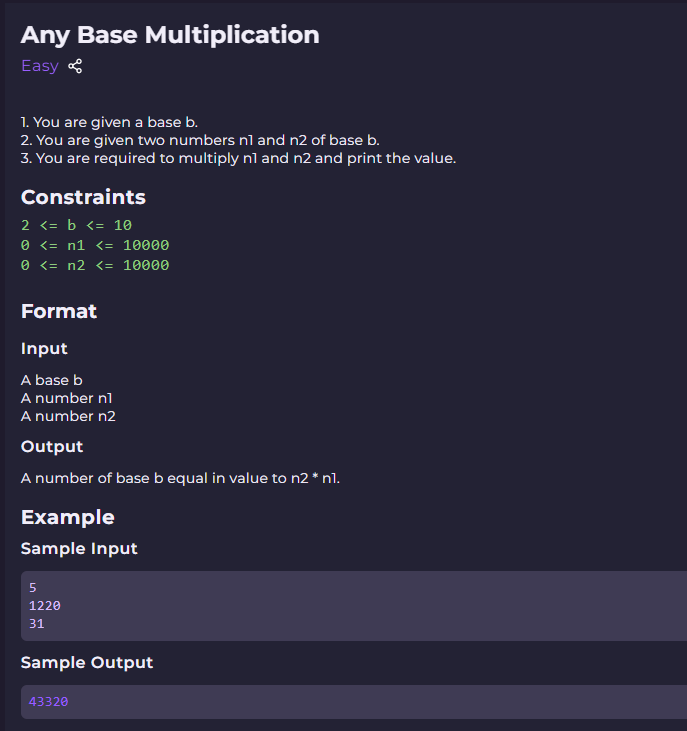 Any Base Multiplication
Easy
1. You are given a base b.
2. You are given two numbers n1 and n2 of base b.
3. You are required to multiply n1 and n2 and print the value.
Constraints
2 <= b <= 10
0 <= n1 <= 10000
0 <= n2 <= 10000
Format
Input
A base b
A number n1
A number n2
Output
A number of base b equal in value to n2 * n1.
Example
Sample Input
5
1220
31
Sample Output
43320